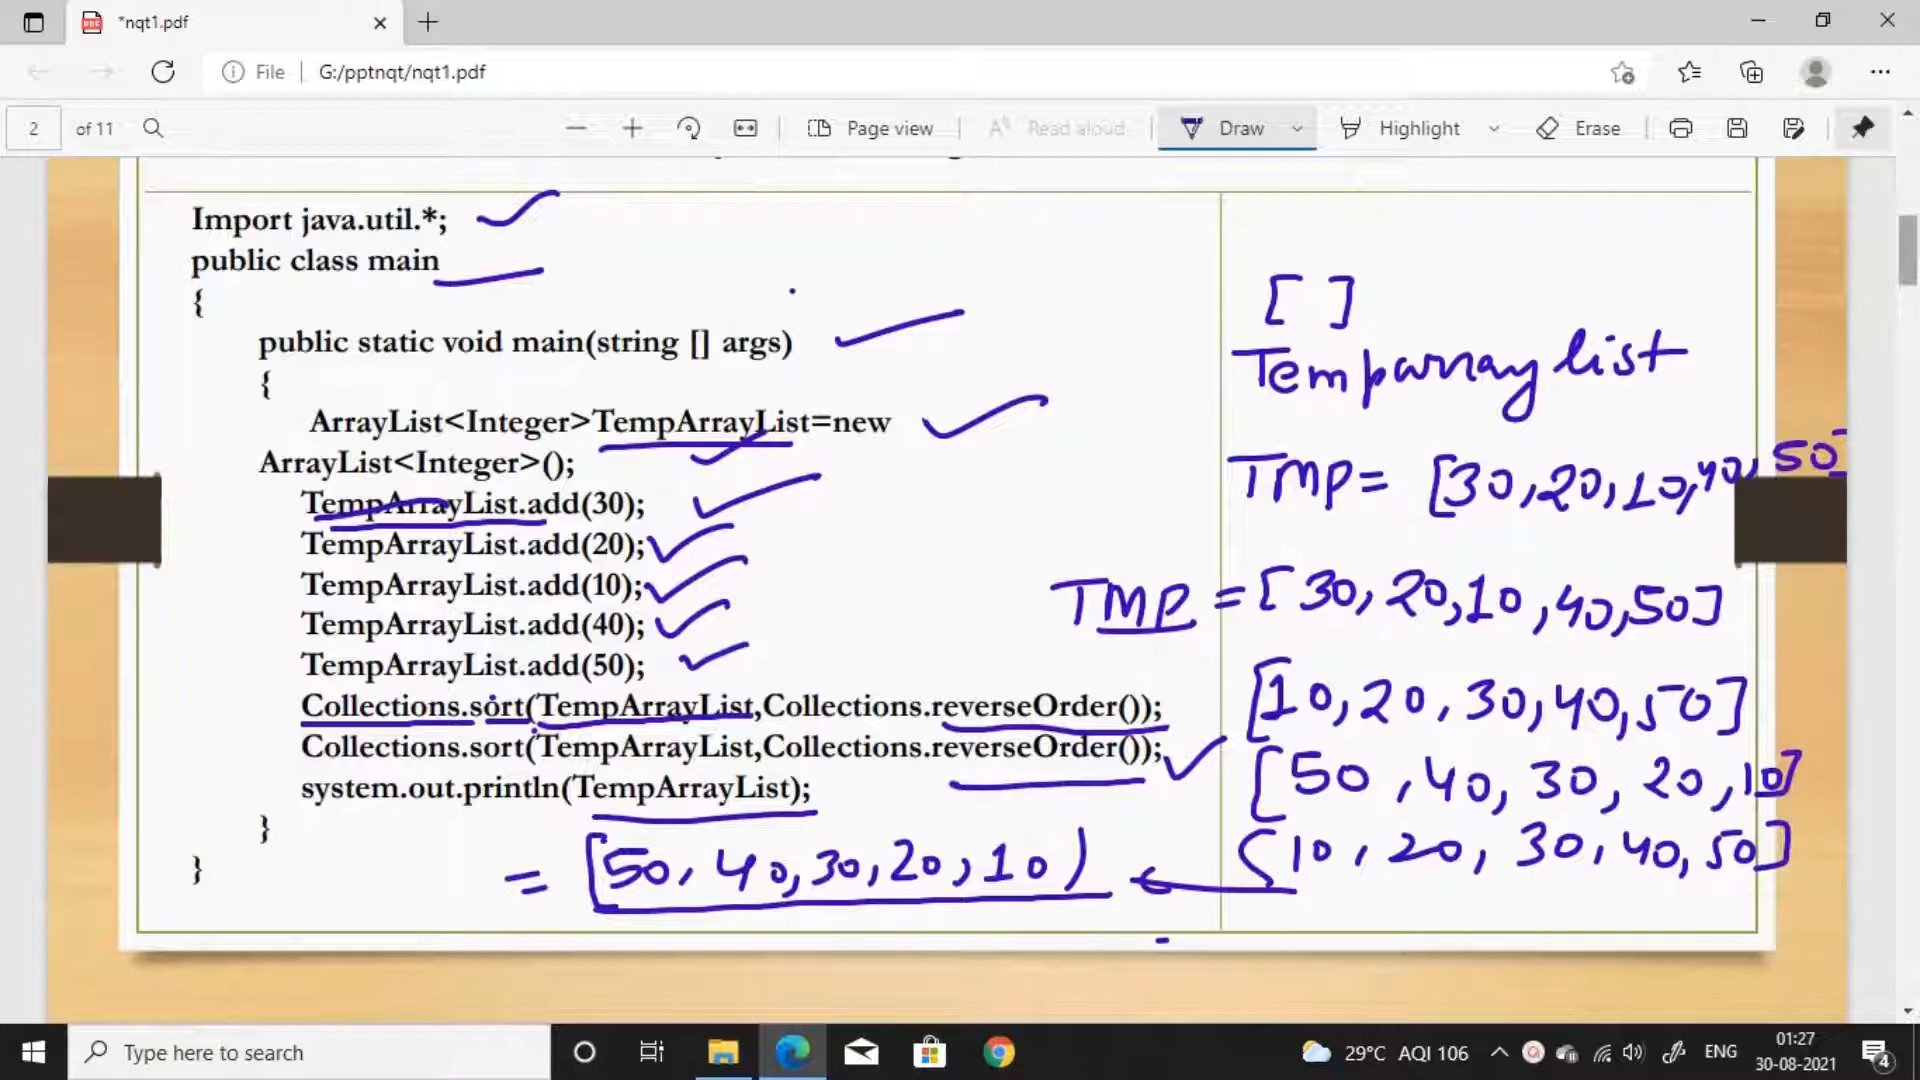 *nqt1.pdf
File G:/pptnqt/nqt1.pdf
2 of 11 Page view Read aloud Draw Highlight Erase
Import java.util.*;
public class main
{
public static void main(string [] args)
{
ArrayList<Integer>TempArrayList=new
ArrayList<Integer>();
TempArrayList.add(30);
TempArrayList.add(20);
TempArrayList.add(10);
TempArrayList.add(40);
TempArrayList.add(50);
Collections.sort(TempArrayList,Collections.reverseOrder());
Collections.sort(TempArrayList,Collections.reverseOrder());
system.out.println(TempArrayList);
}
}
= [50, 40, 30, 20, 10)
[ ]
Temparraylist
TMP = [30, 20, 10, 40, 50]
TMP = [30, 20, 10, 40, 50]
[10, 20, 30, 40, 50]
[50, 40, 30, 20, 10]
[10, 20, 30, 40, 50]
Type here to search
29°C AQI 106 ENG 01:27
30-08-2021
4